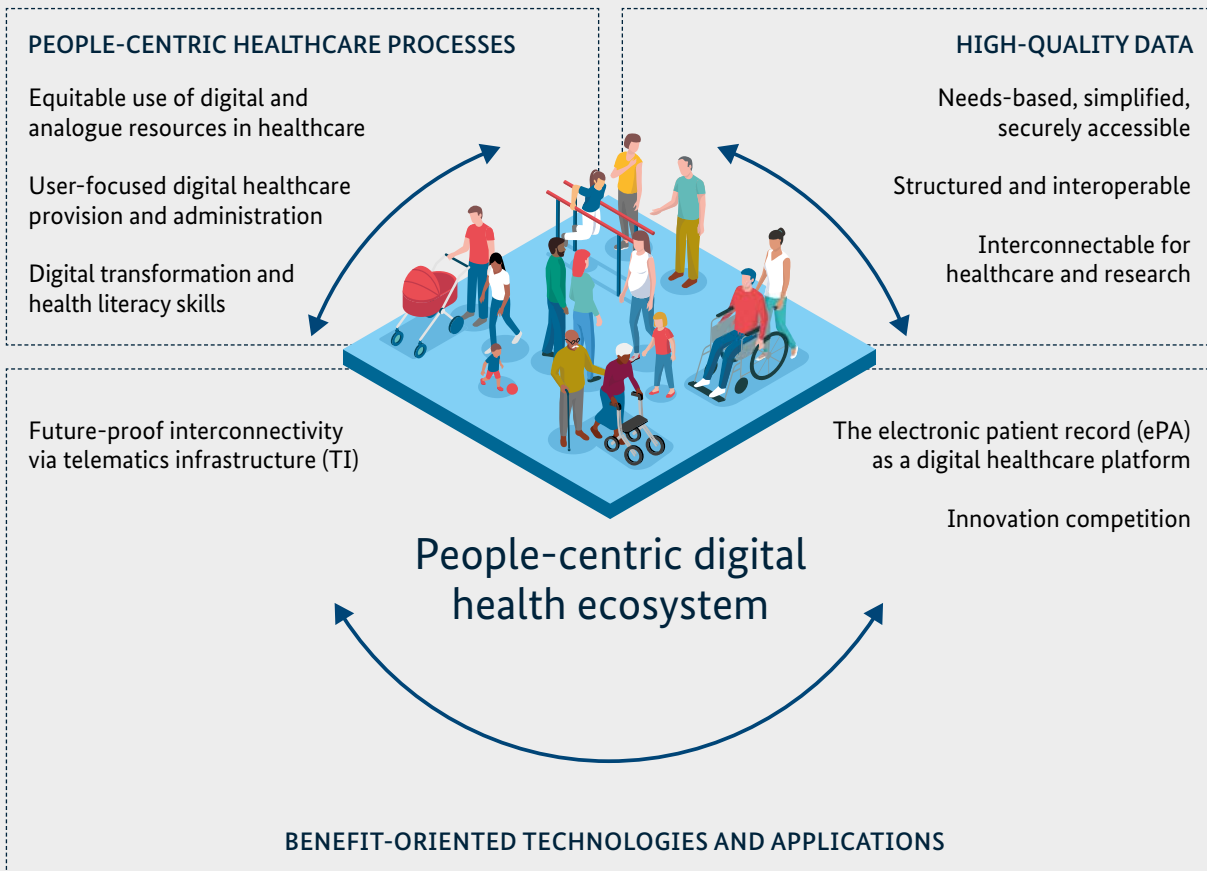 PEOPLE-CENTRIC HEALTHCARE PROCESSES
Equitable use of digital and
analogue resources in healthcare
User-focused digital healthcare
provision and administration
Digital transformation and
health literacy skills
HIGH-QUALITY DATA
Needs-based, simplified,
securely accessible
Structured and interoperable
Interconnectable for
healthcare and research
Future-proof interconnectivity
via telematics infrastructure (TI)
The electronic patient record (ePA)
as a digital healthcare platform
Innovation competition
People-centric digital
health ecosystem
BENEFIT-ORIENTED TECHNOLOGIES AND APPLICATIONS